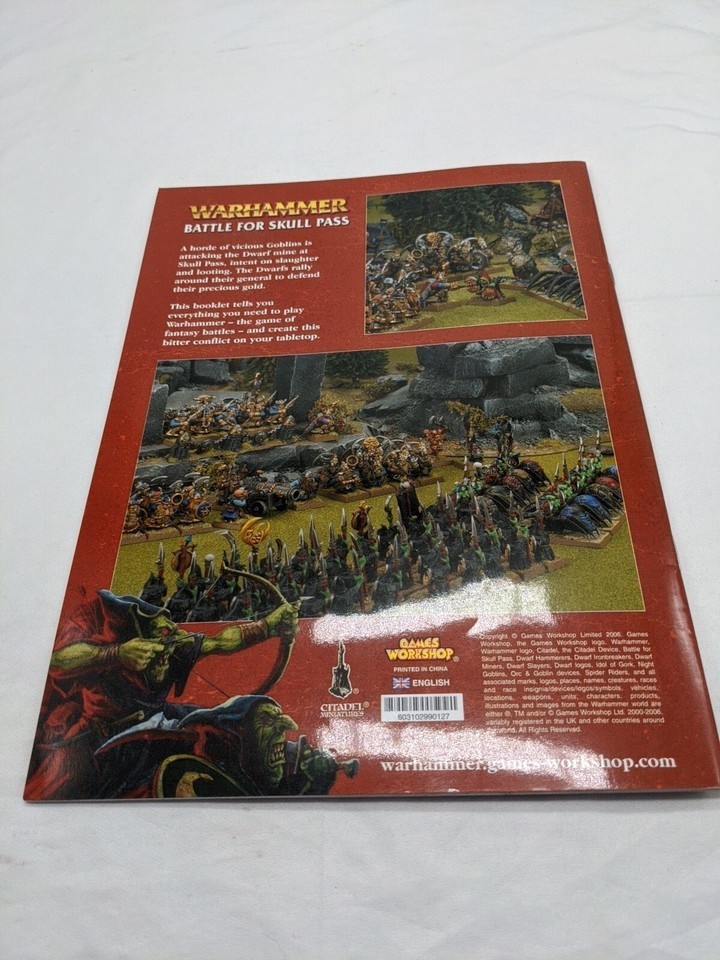 WARHAMMER
BATTLE FOR SKULL PASS
A horde of vicious Goblins is
attacking the Dwarf mine at
Skull Pass, intent on slaughter
and looting. The Dwarfs rally
around their general to defend
their precious gold.
This booklet tells you
everything you need to play
Warhammer – the game of
fantasy battles – and create this
bitter conflict on your tabletop.
CITADEL
MINIATURES
GAMES
WORKSHOP
PRINTED IN CHINA
ENGLISH
603102990127
Copyright © Games Workshop Limited 2006. Games
Workshop, the Games Workshop logo, Warhammer,
Warhammer logo, Citadel, the Citadel Device, Battle for
Skull Pass, Dwarf Hammerers, Dwarf Ironbreakers, Dwarf
Miners, Dwarf Slayers, Dwarf logos, Idol of Gork, Night
Goblins, Orc & Goblin devices, Spider Riders, and all
associated marks, logos, places, names, creatures, races
and race insignia/devices/logos/symbols, vehicles,
locations, weapons, units, characters, products,
illustrations and images from the Warhammer world are
either ®, TM and/or © Games Workshop Ltd. 2000-2006,
variably registered in the UK and other countries around
All Rights Reserved.
warhammer.games-workshop.com